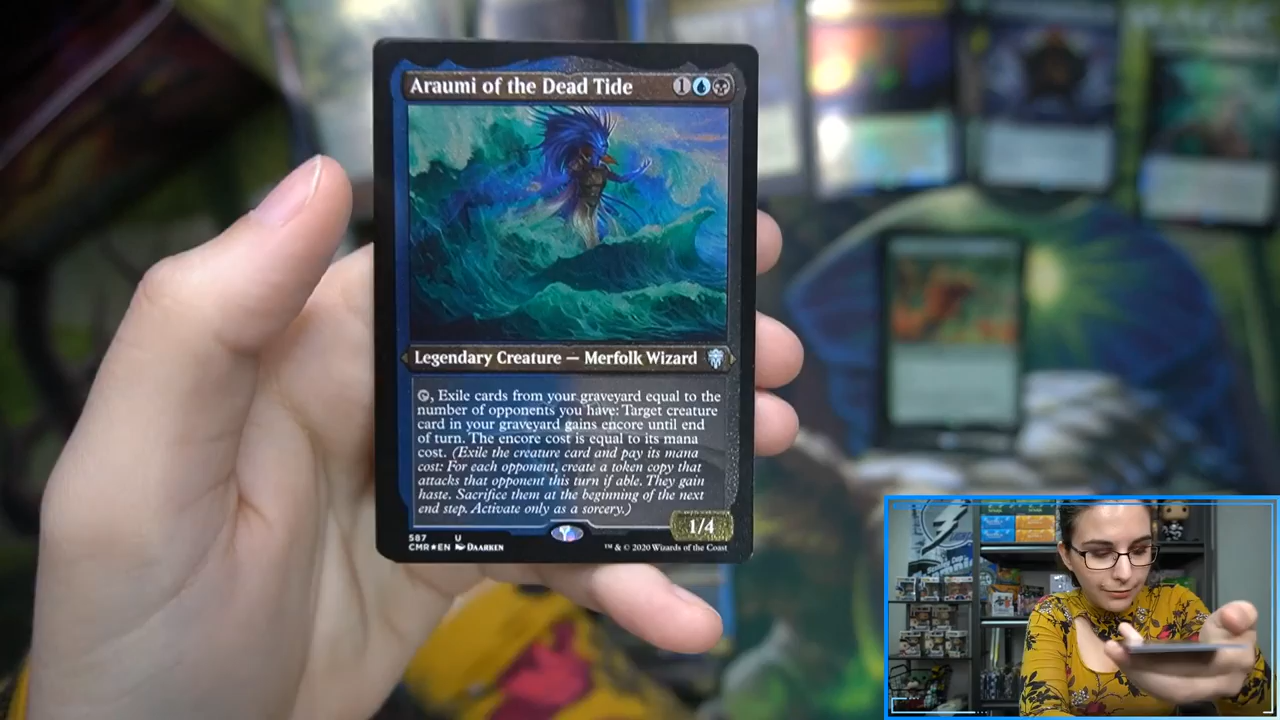 Araumi of the Dead Tide 1
Legendary Creature — Merfolk Wizard
, Exile cards from your graveyard equal to the
number of opponents you have: Target creature
card in your graveyard gains encore until end
of turn. The encore cost is equal to its mana
cost. (Exile the creature card and pay its mana
cost: For each opponent, create a token copy that
attacks that opponent this turn if able. They gain
haste. Sacrifice them at the beginning of the next
end step. Activate only as a sorcery.)
1/4
587 U
CMR★EN DAARKEN
™ & © 2020 Wizards of the Coast